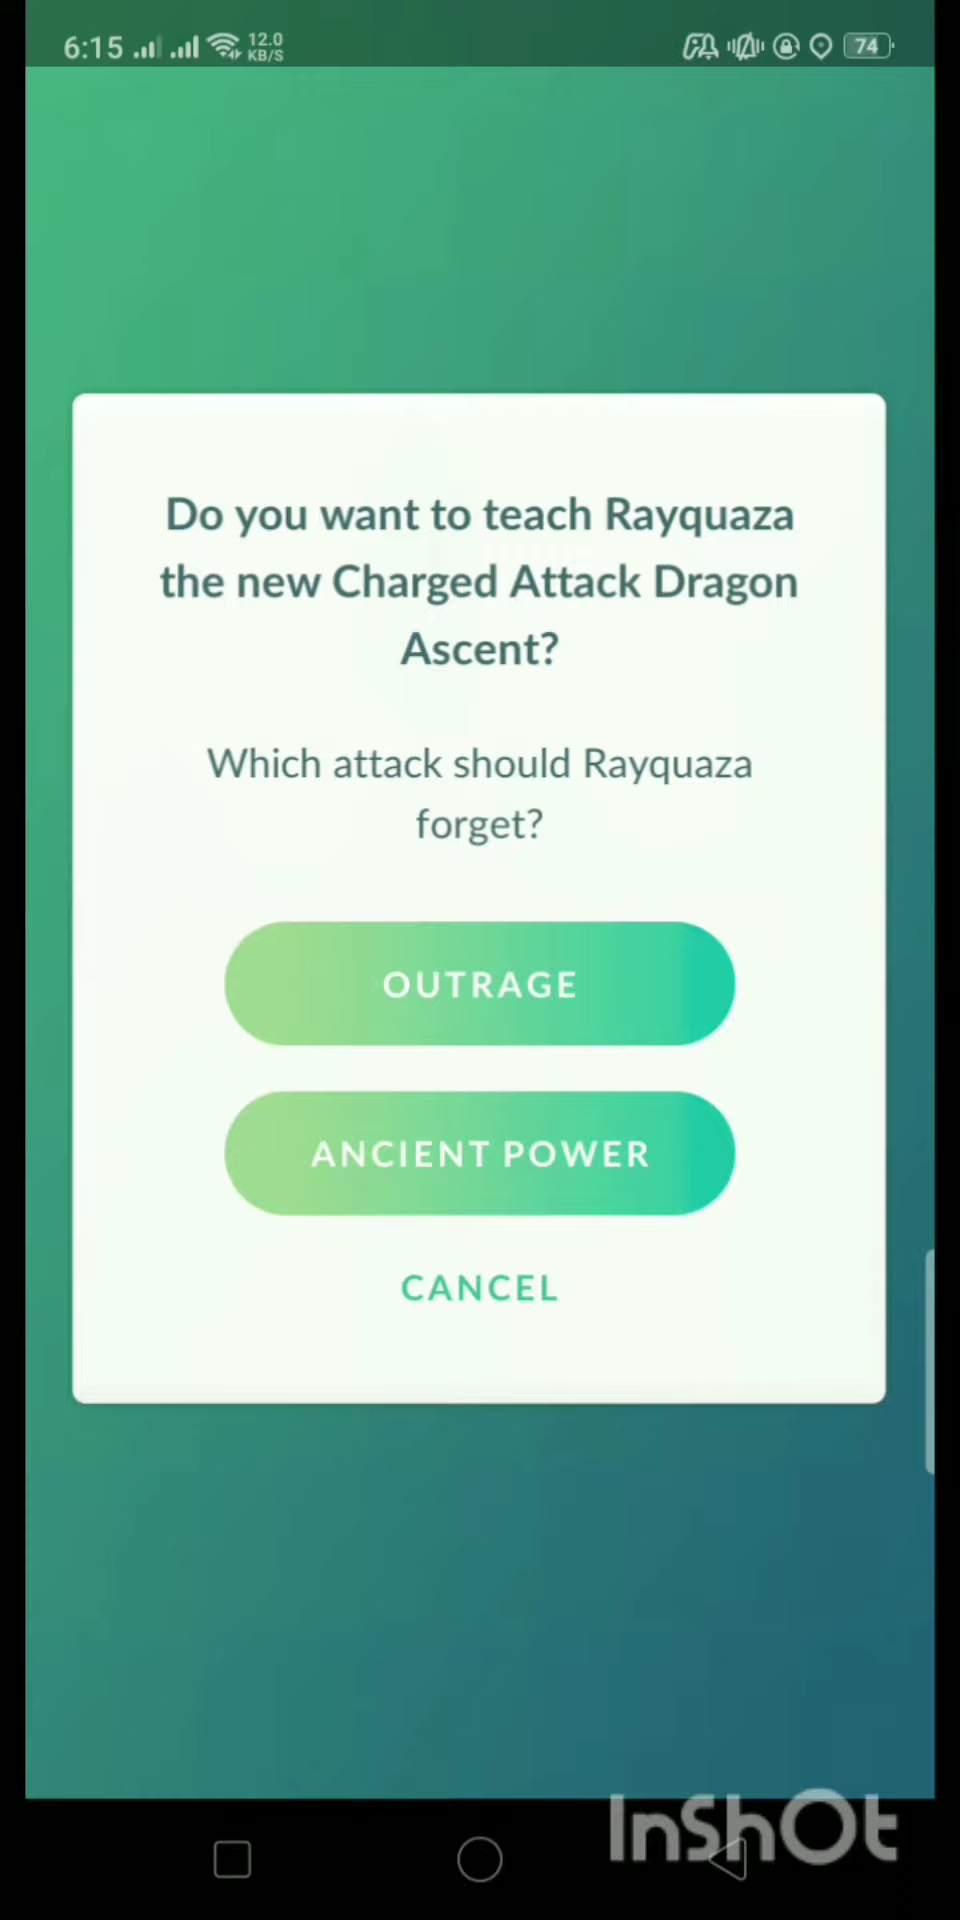 6:15 12.0 KB/S 74
Do you want to teach Rayquaza
the new Charged Attack Dragon
Ascent?
Which attack should Rayquaza
forget?
OUTRAGE
ANCIENT POWER
CANCEL
InShOt